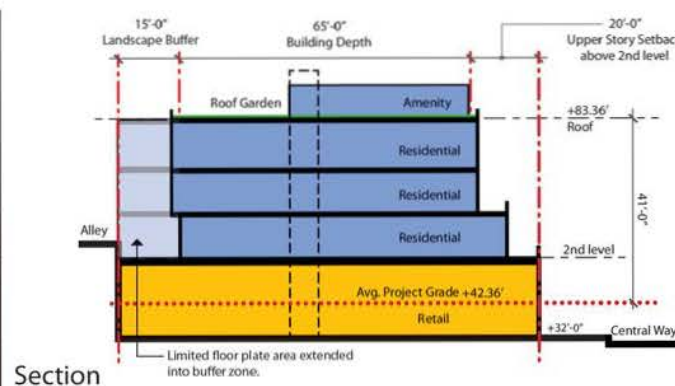 15'-0"
Landscape Buffer
65'-0"
Building Depth
20'-0"
Upper Story Setback
above 2nd level
Roof Garden
Amenity
+83.36'
Roof
Residential
Residential
41'-0"
Alley
Residential
2nd level
Avg. Project Grade +42.36'
Retail
+32'-0"
Central Way
Limited floor plate area extended
into buffer zone.
Section